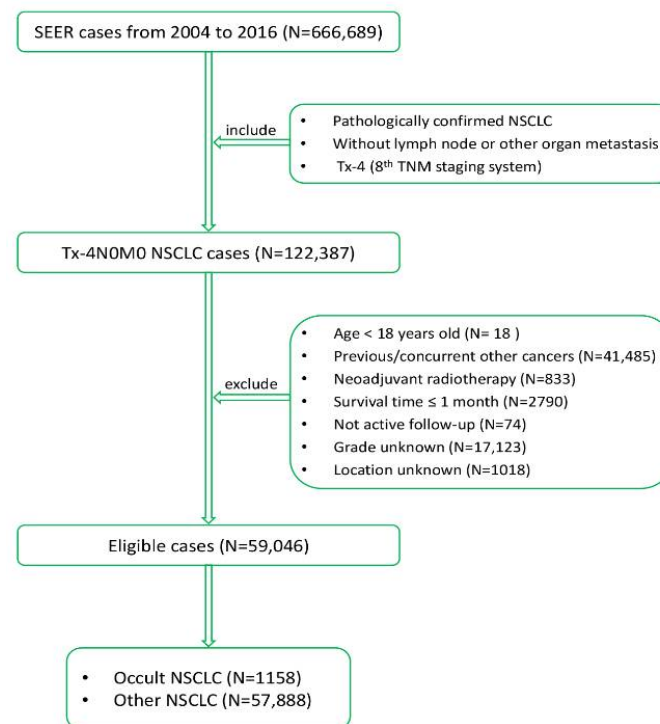 SEER cases from 2004 to 2016 (N=666,689)
include
• Pathologically confirmed NSCLC
• Without lymph node or other organ metastasis
• Tx-4 (8th TNM staging system)
Tx-4N0M0 NSCLC cases (N=122,387)
exclude
• Age < 18 years old (N= 18 )
• Previous/concurrent other cancers (N=41,485)
• Neoadjuvant radiotherapy (N=833)
• Survival time ≤ 1 month (N=2790)
• Not active follow-up (N=74)
• Grade unknown (N=17,123)
• Location unknown (N=1018)
Eligible cases (N=59,046)
• Occult NSCLC (N=1158)
• Other NSCLC (N=57,888)